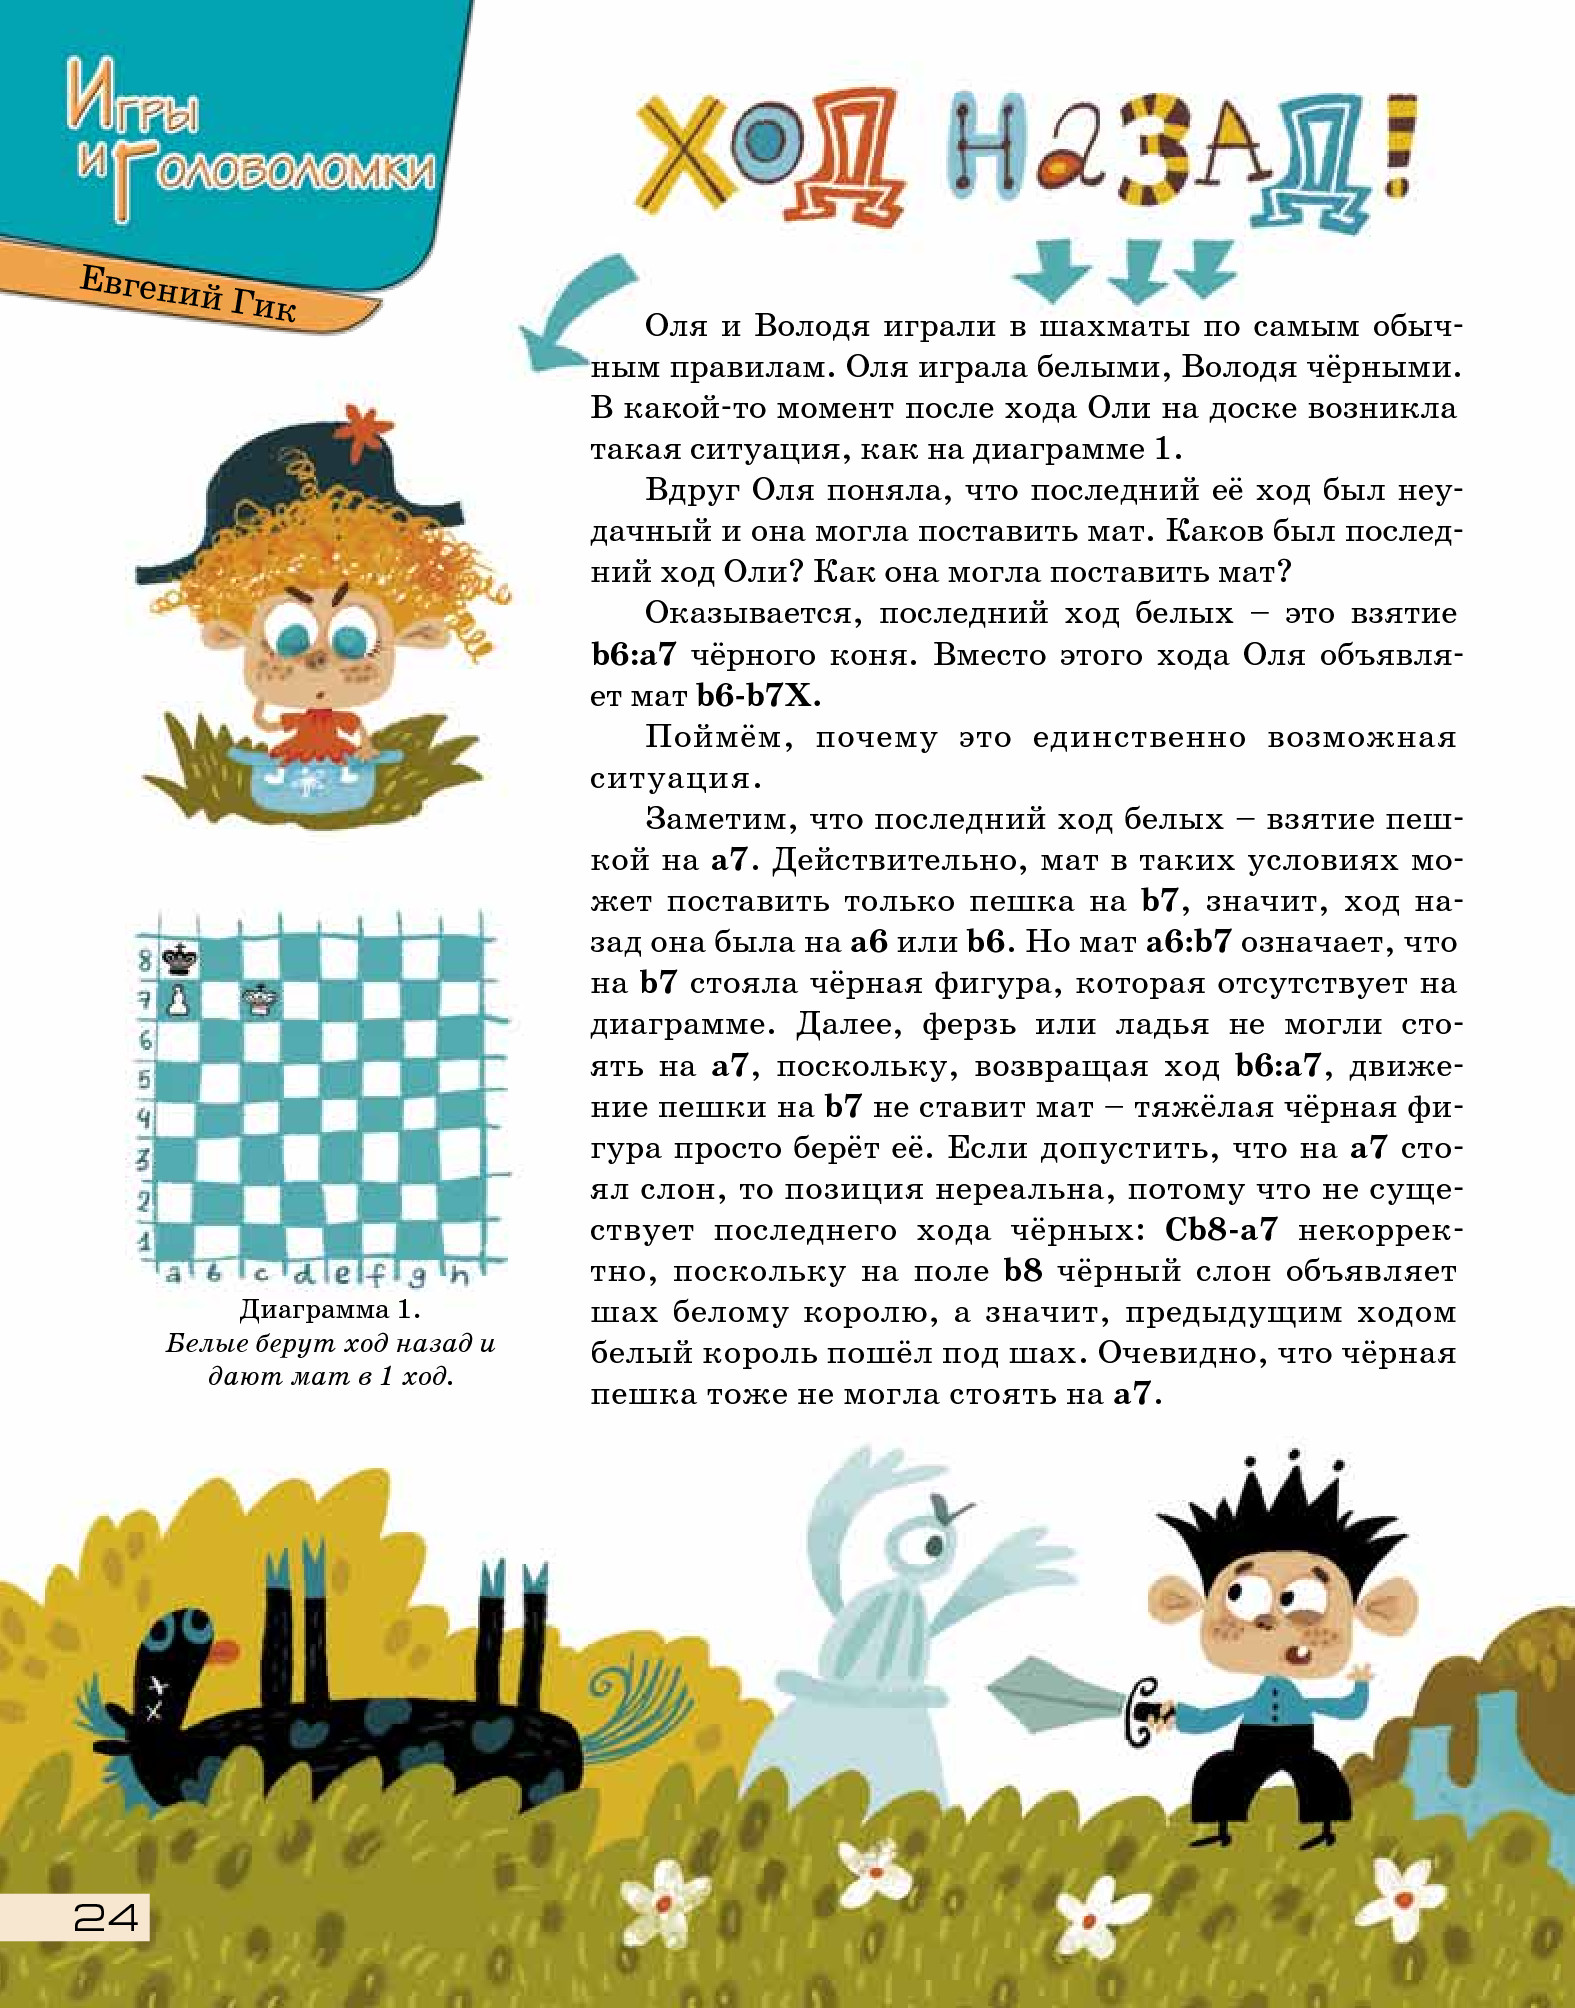 Игры
и Головоломки
Евгений Гик
Ход назад!
Оля и Володя играли в шахматы по самым обыч-
ным правилам. Оля играла белыми, Володя чёрными.
В какой-то момент после хода Оли на доске возникла
такая ситуация, как на диаграмме 1.
Вдруг Оля поняла, что последний её ход был неу-
дачный и она могла поставить мат. Каков был послед-
ний ход Оли? Как она могла поставить мат?
Оказывается, последний ход белых – это взятие
b6:a7 чёрного коня. Вместо этого хода Оля объявля-
ет мат b6-b7X.
Поймём, почему это единственно возможная
ситуация.
Заметим, что последний ход белых – взятие пеш-
кой на a7. Действительно, мат в таких условиях мо-
жет поставить только пешка на b7, значит, ход на-
зад она была на a6 или b6. Но мат a6:b7 означает, что
на b7 стояла чёрная фигура, которая отсутствует на
диаграмме. Далее, ферзь или ладья не могли сто-
ять на a7, поскольку, возвращая ход b6:a7, движе-
ние пешки на b7 не ставит мат – тяжёлая чёрная фи-
гура просто берёт её. Если допустить, что на a7 сто-
ял слон, то позиция нереальна, потому что не суще-
ствует последнего хода чёрных: Сb8-a7 некоррект-
но, поскольку на поле b8 чёрный слон объявляет
шах белому королю, а значит, предыдущим ходом
белый король пошёл под шах. Очевидно, что чёрная
пешка тоже не могла стоять на a7.
8
7
6
5
4
3
2
1
a b c d e f g h
Диаграмма 1.
Белые берут ход назад и
дают мат в 1 ход.
24